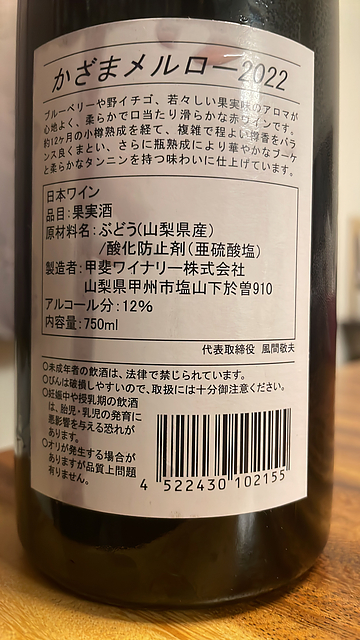 かざまメルロー2022
ブルーベリーや野イチゴ、若々しい果実味のアロマが
心地よく、柔らかで口当たり滑らかな赤ワインです。
約12ヶ月の小樽熟成を経て、複雑で程よい樽香をバラ
ンス良くまとい、さらに瓶熟成により華やかなブーケ
と柔らかなタンニンを持つ味わいに仕上げています。
日本ワイン
品目:果実酒
原材料名:ぶどう(山梨県産)
/酸化防止剤(亜硫酸塩)
製造者:甲斐ワイナリー株式会社
山梨県甲州市塩山下於曽910
アルコール分:12%
内容量:750ml
代表取締役 風間敬夫
○未成年者の飲酒は、法律で禁じられています。
○びんは破損しやすいので、取扱には十分御注意ください。
○妊娠中や授乳期の飲酒
は、胎児・乳児の発育に
悪影響を与える恐れが
あります。
○オリが発生する場合が
ありますが品質上問題
有りません。
4 522430 102155